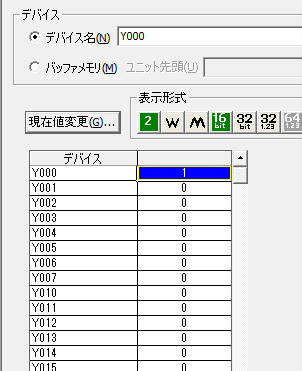 デバイス
デバイス名(N) Y000
バッファメモリ(M) ユニット先頭(U)
表示形式
現在値変更(G)... 2 W M 16 bit 32 bit 32 1.23 64 1.23
デバイス
Y000 1
Y001 0
Y002 0
Y003 0
Y004 0
Y005 0
Y006 0
Y007 0
Y010 0
Y011 0
Y012 0
Y013 0
Y014 0
Y015 0